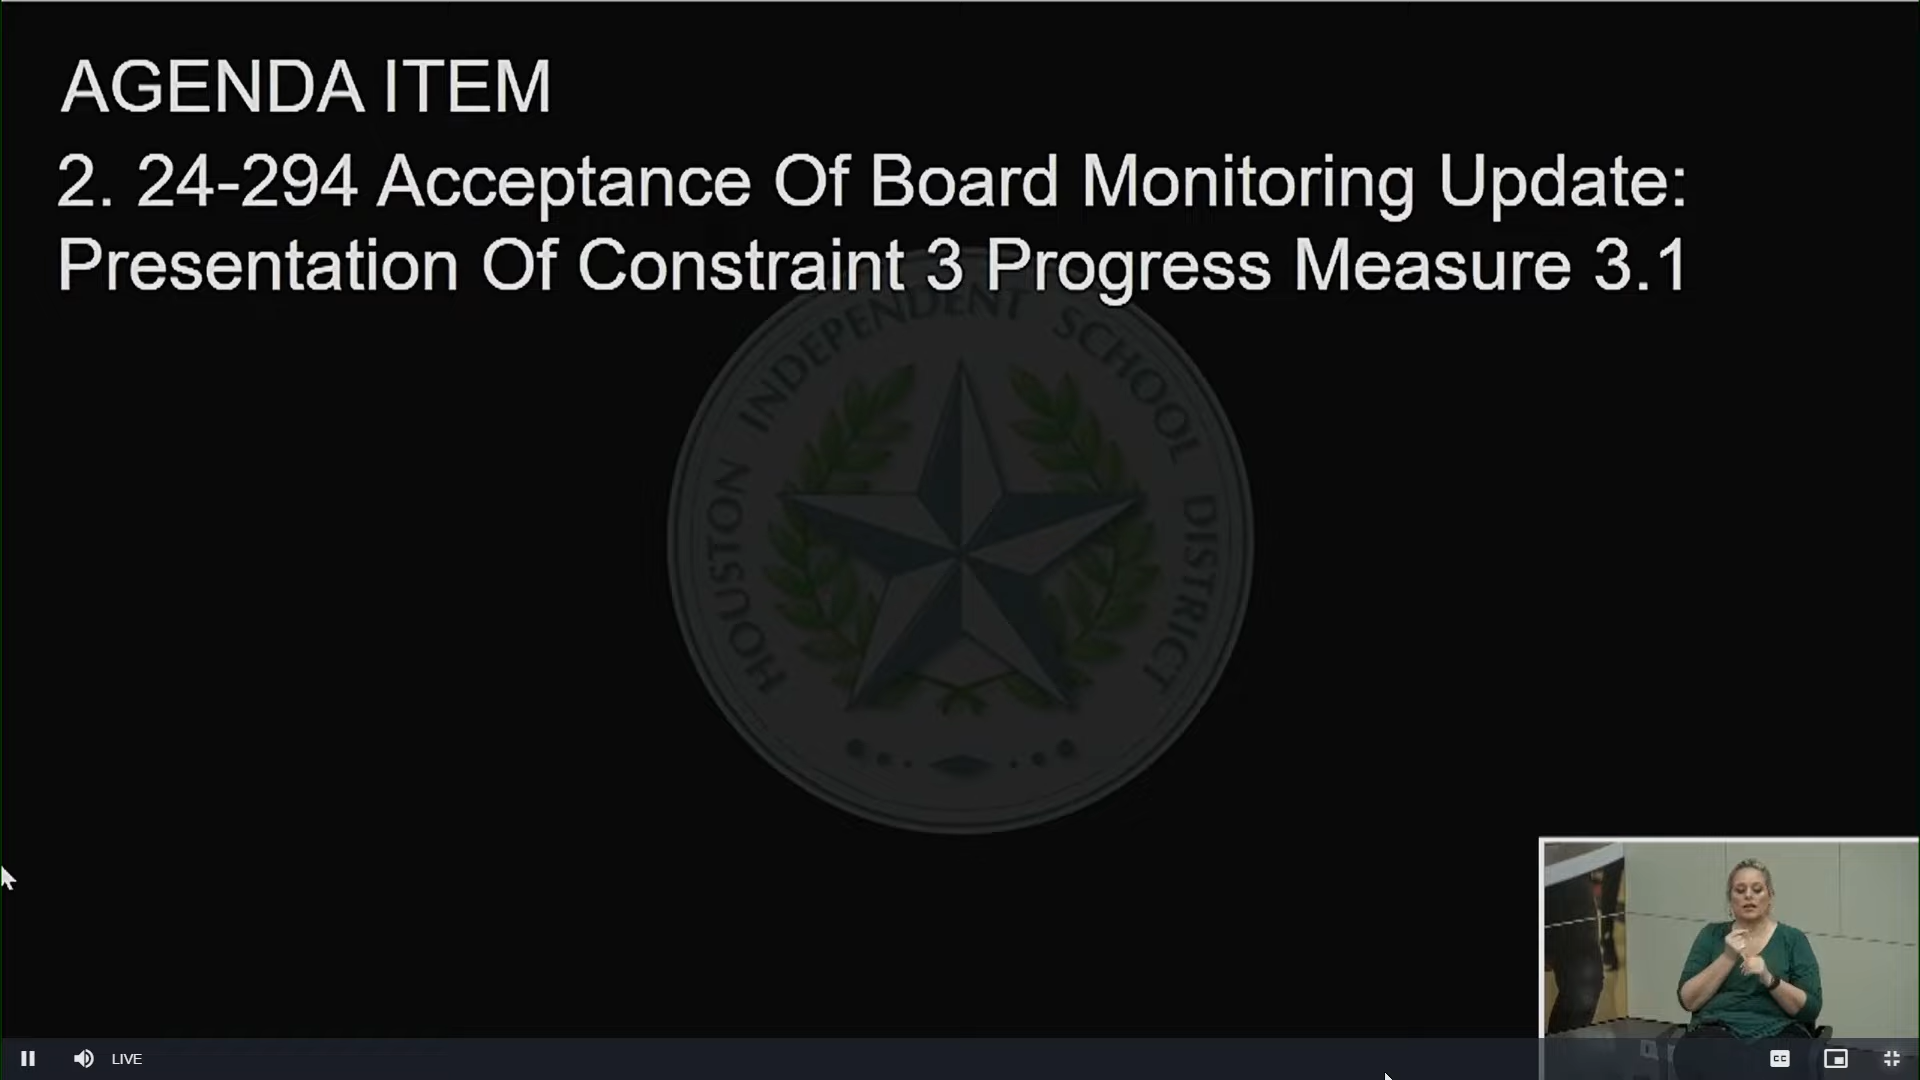 AGENDA ITEM
2. 24-294 Acceptance Of Board Monitoring Update:
Presentation Of Constraint 3 Progress Measure 3.1
HOUSTON INDEPENDENT SCHOOL DISTRICT
LIVE
CC